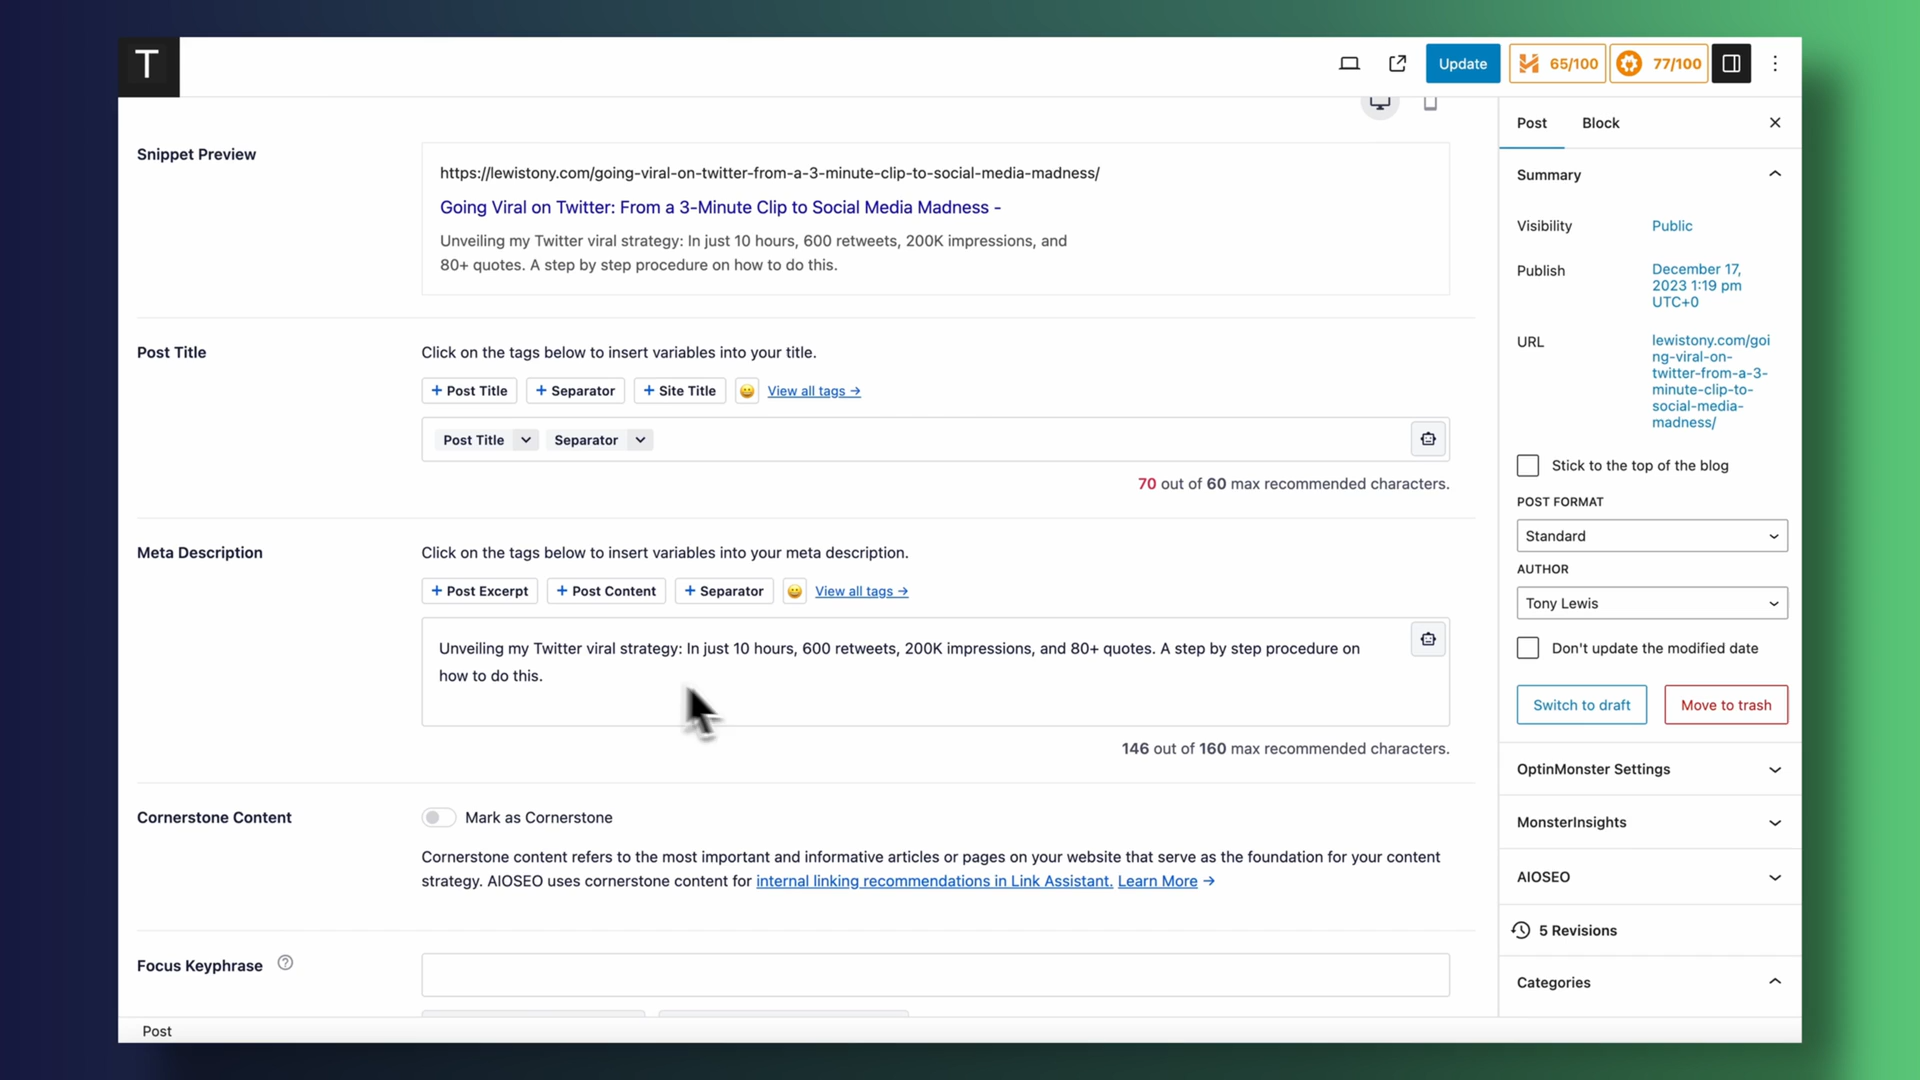 T
Update
65/100
77/100
Snippet Preview
https://lewistony.com/going-viral-on-twitter-from-a-3-minute-clip-to-social-media-madness/
Going Viral on Twitter: From a 3-Minute Clip to Social Media Madness -
Unveiling my Twitter viral strategy: In just 10 hours, 600 retweets, 200K impressions, and
80+ quotes. A step by step procedure on how to do this.
Post Title
Click on the tags below to insert variables into your title.
+ Post Title
+ Separator
+ Site Title
View all tags →
Post Title
Separator
70 out of 60 max recommended characters.
Meta Description
Click on the tags below to insert variables into your meta description.
+ Post Excerpt
+ Post Content
+ Separator
View all tags →
Unveiling my Twitter viral strategy: In just 10 hours, 600 retweets, 200K impressions, and 80+ quotes. A step by step procedure on
how to do this.
146 out of 160 max recommended characters.
Cornerstone Content
Mark as Cornerstone
Cornerstone content refers to the most important and informative articles or pages on your website that serve as the foundation for your content
strategy. AIOSEO uses cornerstone content for internal linking recommendations in Link Assistant. Learn More →
Focus Keyphrase
Post
Post
Block
Summary
Visibility
Public
Publish
December 17,
2023 1:19 pm
UTC+0
URL
lewistony.com/goi
ng-viral-on-
twitter-from-a-3-
minute-clip-to-
social-media-
madness/
Stick to the top of the blog
POST FORMAT
Standard
AUTHOR
Tony Lewis
Don't update the modified date
Switch to draft
Move to trash
OptinMonster Settings
MonsterInsights
AIOSEO
5 Revisions
Categories